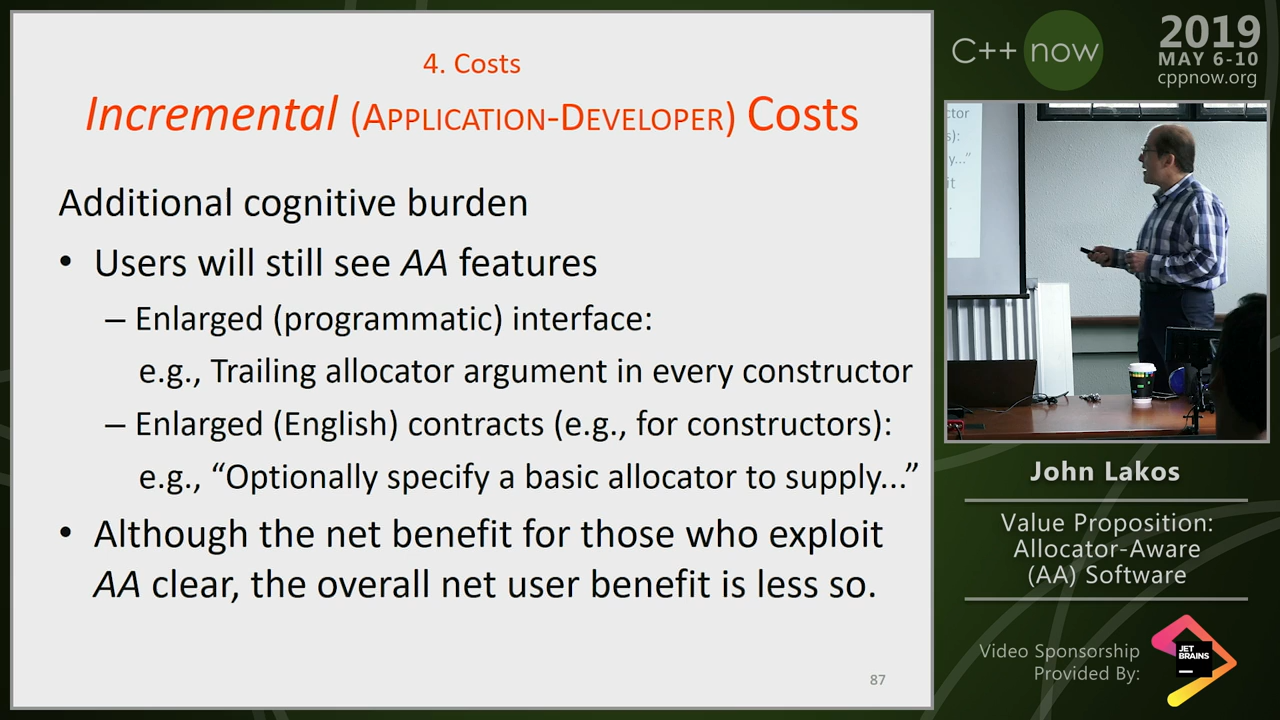 4. Costs
Incremental (APPLICATION-DEVELOPER) Costs
Additional cognitive burden
• Users will still see AA features
– Enlarged (programmatic) interface:
e.g., Trailing allocator argument in every constructor
– Enlarged (English) contracts (e.g., for constructors):
e.g., “Optionally specify a basic allocator to supply...”
• Although the net benefit for those who exploit
AA clear, the overall net user benefit is less so.
87
C++ now
2019
MAY 6-10
cppnow.org
ctor
s):
y...”
it
John Lakos
Value Proposition:
Allocator-Aware
(AA) Software
Video Sponsorship
Provided By:
JET
BRAINS